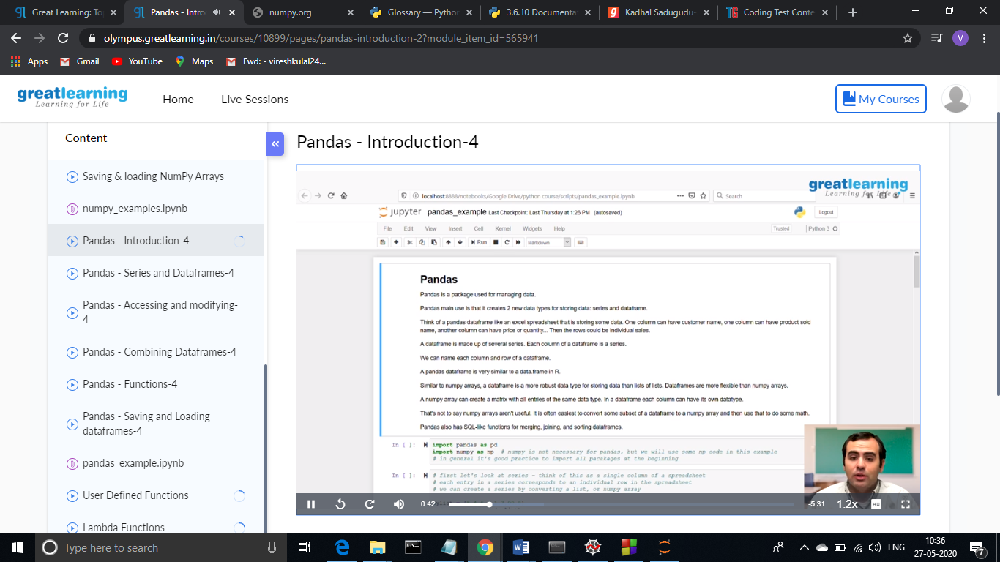 Great Learning: To
Pandas - Intro
numpy.org
Glossary — Python
3.6.10 Documenta
Kadhal Sadugudu-
Coding Test Conte
olympus.greatlearning.in/courses/10899/pages/pandas-introduction-2?module_item_id=565941
V
Apps
Gmail
YouTube
Maps
Fwd: - vireshkulal24...
greatlearning
Learning for Life
Home
Live Sessions
My Courses
Content
Saving & loading NumPy Arrays
numpy_examples.ipynb
Pandas - Introduction-4
Pandas - Series and Dataframes-4
Pandas - Accessing and modifying-
4
Pandas - Combining Dataframes-4
Pandas - Functions-4
Pandas - Saving and Loading
dataframes-4
pandas_example.ipynb
User Defined Functions
Lambda Functions
Pandas - Introduction-4
greatlearning
Learning for Life
localhost:8888/notebooks/Google Drive/python course/scripts/pandas_example.ipynb
Search
jupyter pandas_example Last Checkpoint: Last Thursday at 1:26 PM (autosaved)
Logout
File Edit View Insert Cell Kernel Widgets Help
Trusted
Python 3
Run
Markdown
Pandas
Pandas is a package used for managing data.
Pandas main use is that it creates 2 new data types for storing data: series and dataframe.
Think of a pandas dataframe like an excel spreadsheet that is storing some data. One column can have customer name, one column can have product sold
name, another column can have price or quantity... Then the rows could be individual sales.
A dataframe is made up of several series. Each column of a dataframe is a series.
We can name each column and row of a dataframe.
A pandas dataframe is very similar to a data.frame in R.
Similar to numpy arrays, a dataframe is a more robust data type for storing data than lists of lists. Dataframes are more flexible than numpy arrays.
A numpy array can create a matrix with all entries of the same data type. In a dataframe each column can have its own datatype.
That's not to say numpy arrays aren't useful. It is often easiest to convert some subset of a dataframe to a numpy array and then use that to do some math.
Pandas also has SQL-like functions for merging, joining, and sorting dataframes.
In [ ]: import pandas as pd
import numpy as np # numpy is not necessary for pandas, but we will use some np code in this example
# in general it's good practice to import all pacakages at the beginning
In [ ]: # first let's look at series - think of this as a single column of a spreadsheet
# each entry in a series corresponds to an individual row in the spreadsheet
# we can create a series by converting a list, or numpy array
0:42
-5:31
1.2x
HD
Type here to search
ENG
10:36
27-05-2020
7